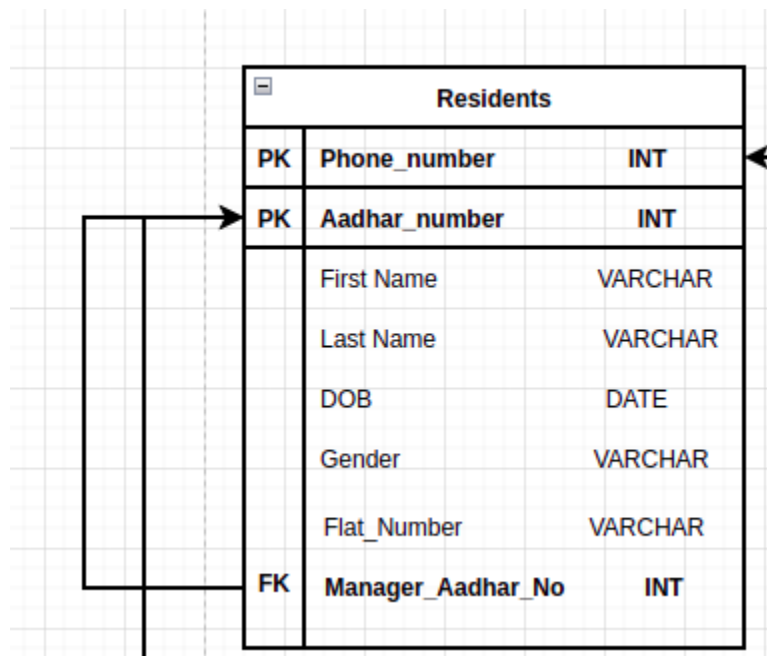 Residents
PK Phone_number INT
PK Aadhar_number INT
First Name VARCHAR
Last Name VARCHAR
DOB DATE
Gender VARCHAR
Flat_Number VARCHAR
FK Manager_Aadhar_No INT